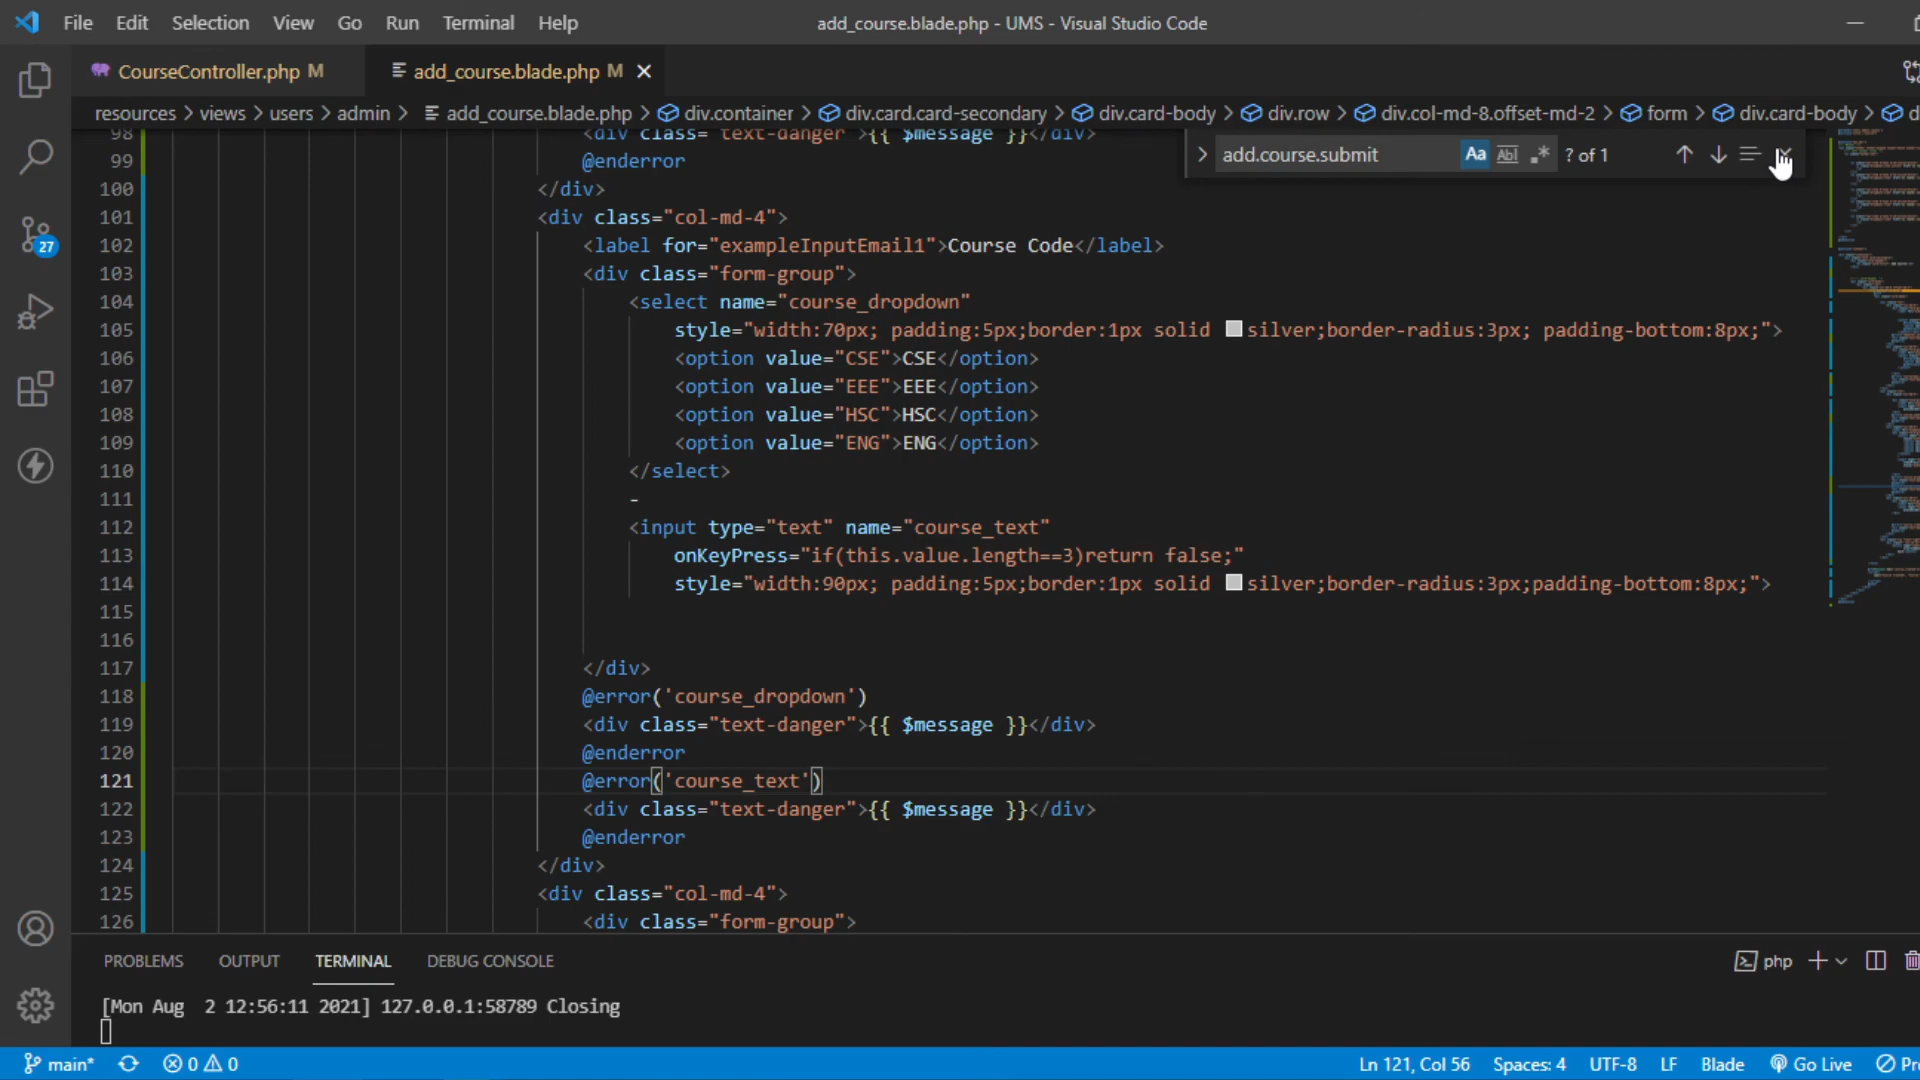 File Edit Selection View Go Run Terminal Help add_course.blade.php - UMS - Visual Studio Code
CourseController.php M add_course.blade.php M
resources > views > users > admin > add_course.blade.php > div.container > div.card.card-secondary > div.card-body > div.row > div.col-md-8.offset-md-2 > form > div.card-body >
add.course.submit Aa Abl .* ? of 1
98 <div class="text-danger">{{ $message }}</div>
99 @enderror
100 </div>
101 <div class="col-md-4">
102 <label for="exampleInputEmail1">Course Code</label>
103 <div class="form-group">
104 <select name="course_dropdown"
105 style="width:70px; padding:5px;border:1px solid silver;border-radius:3px; padding-bottom:8px;">
106 <option value="CSE">CSE</option>
107 <option value="EEE">EEE</option>
108 <option value="HSC">HSC</option>
109 <option value="ENG">ENG</option>
110 </select>
111 -
112 <input type="text" name="course_text"
113 onKeyPress="if(this.value.length==3)return false;"
114 style="width:90px; padding:5px;border:1px solid silver;border-radius:3px;padding-bottom:8px;">
115
116
117 </div>
118 @error('course_dropdown')
119 <div class="text-danger">{{ $message }}</div>
120 @enderror
121 @error('course_text')
122 <div class="text-danger">{{ $message }}</div>
123 @enderror
124 </div>
125 <div class="col-md-4">
126 <div class="form-group">
27
PROBLEMS OUTPUT TERMINAL DEBUG CONSOLE php
[Mon Aug  2 12:56:11 2021] 127.0.0.1:58789 Closing
main* 0 0 Ln 121, Col 56 Spaces: 4 UTF-8 LF Blade Go Live